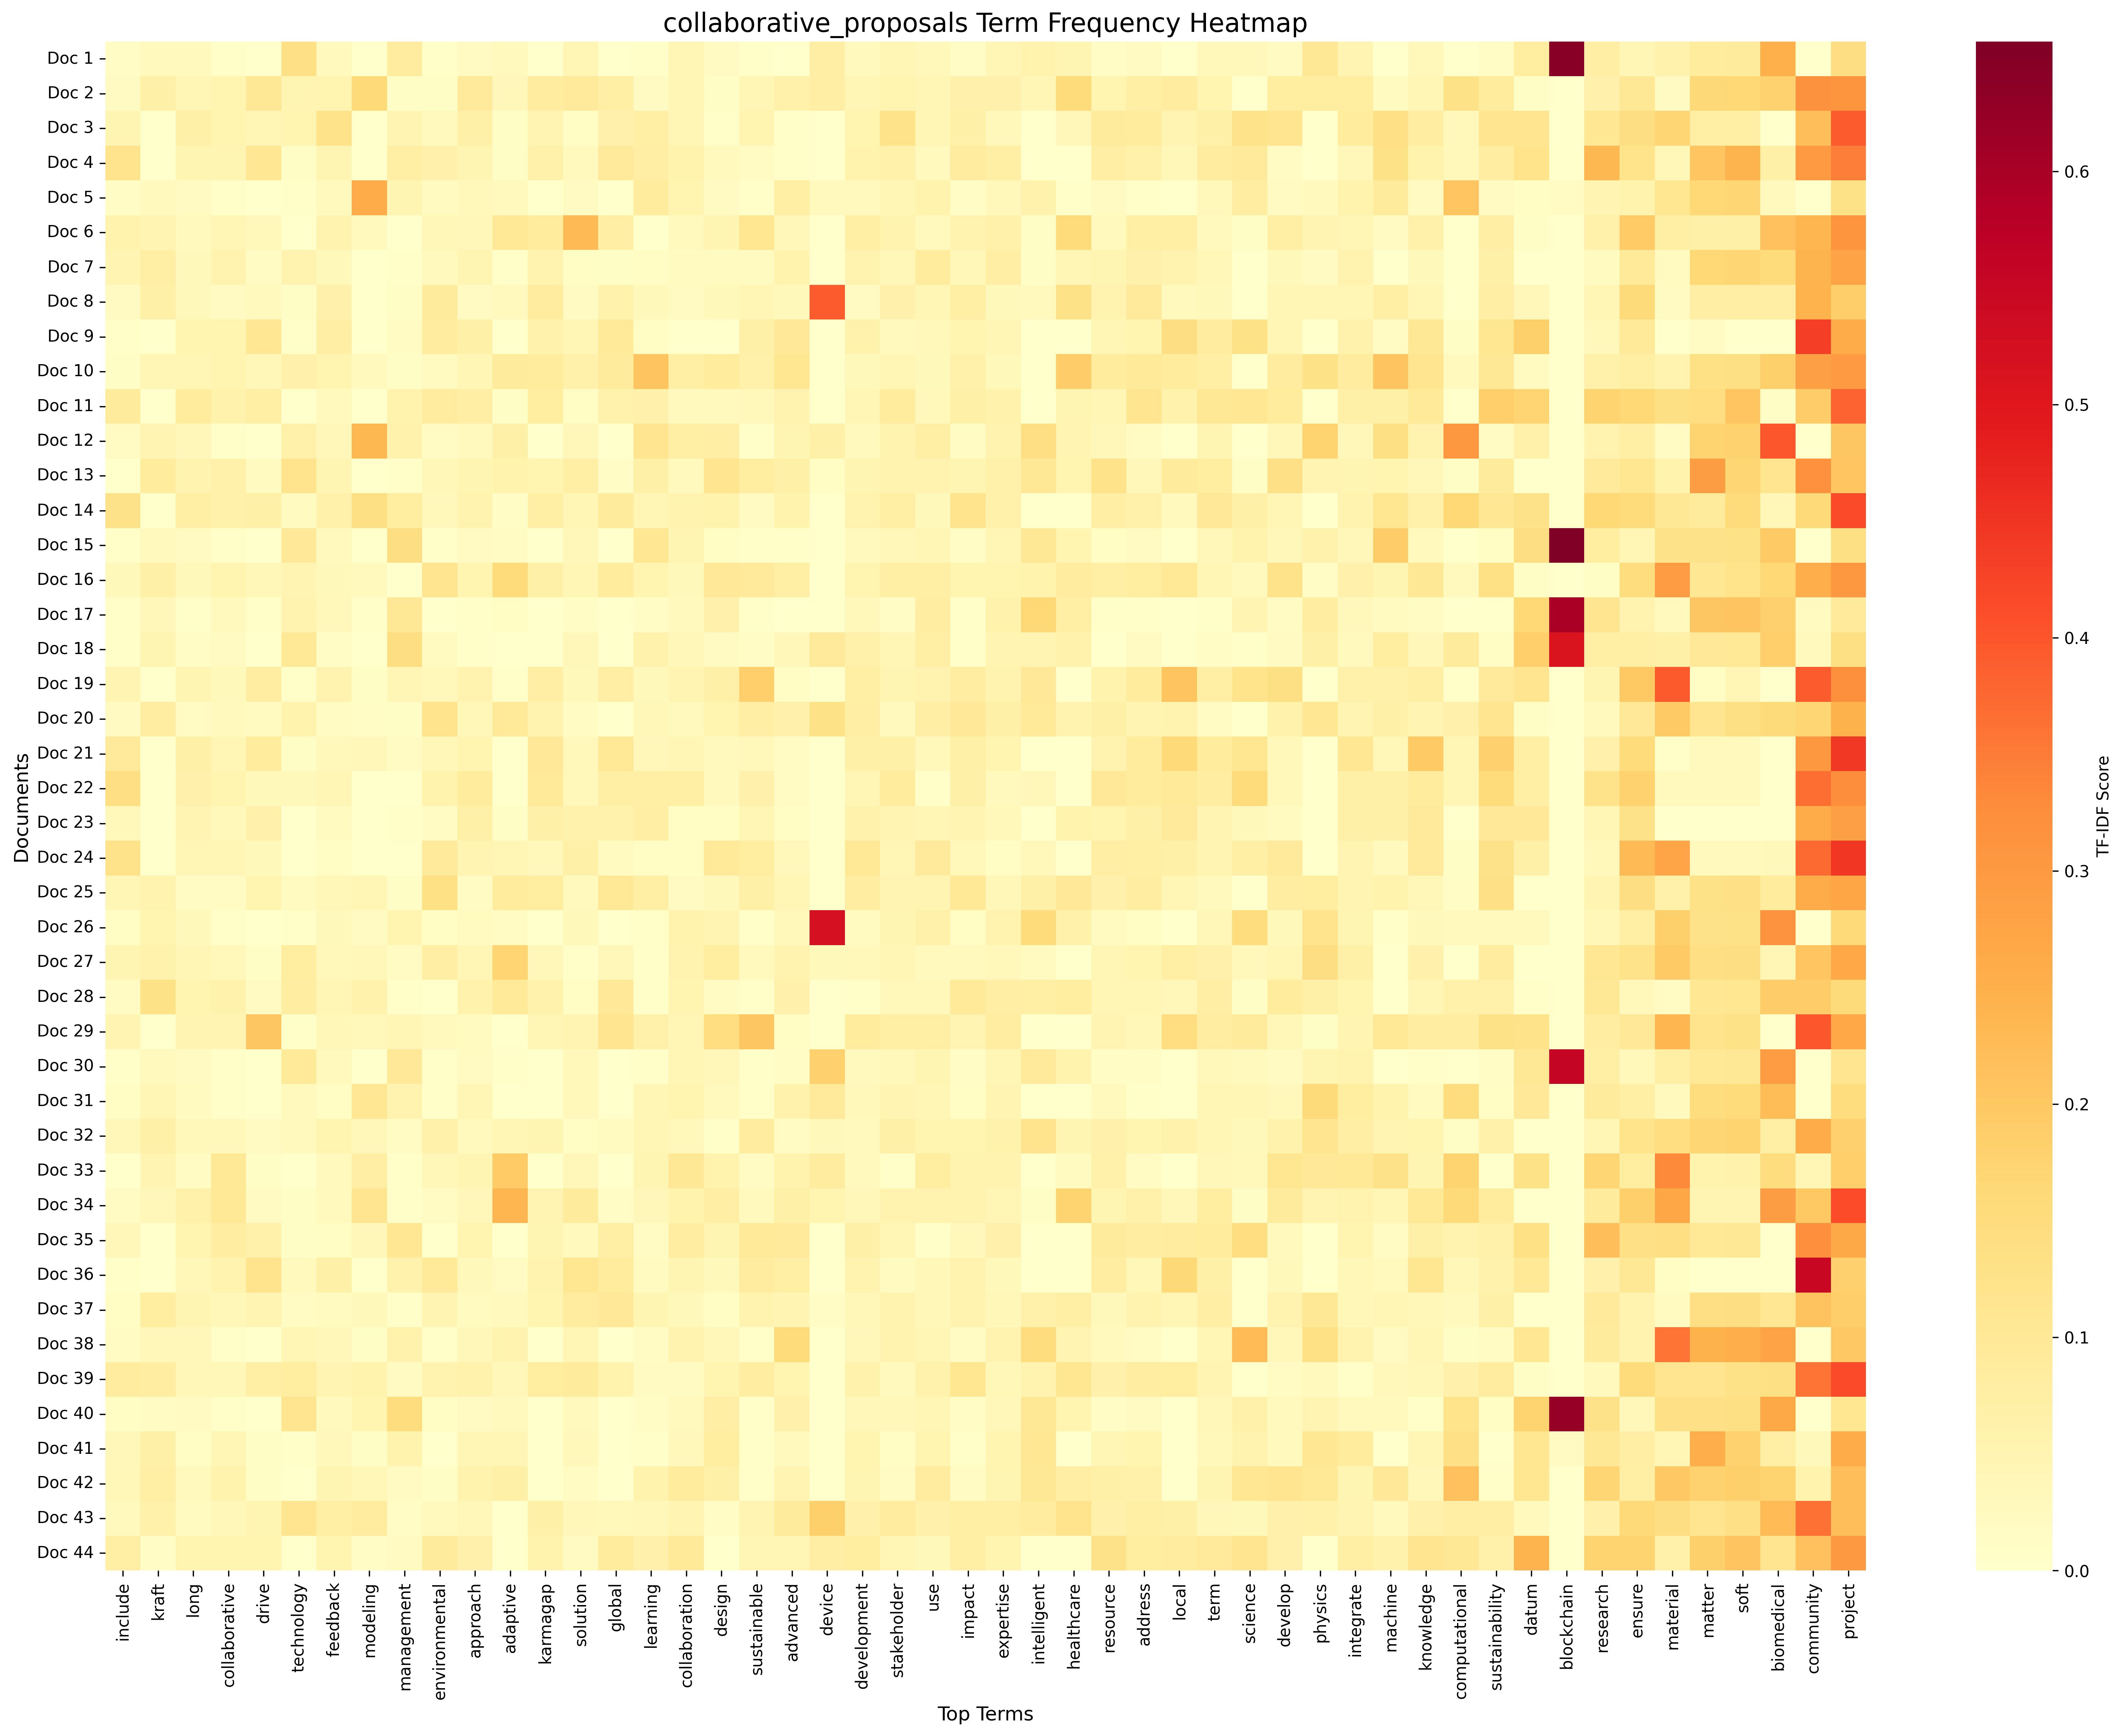 collaborative_proposals Term Frequency Heatmap
Documents
Doc 1
Doc 2
Doc 3
Doc 4
Doc 5
Doc 6
Doc 7
Doc 8
Doc 9
Doc 10
Doc 11
Doc 12
Doc 13
Doc 14
Doc 15
Doc 16
Doc 17
Doc 18
Doc 19
Doc 20
Doc 21
Doc 22
Doc 23
Doc 24
Doc 25
Doc 26
Doc 27
Doc 28
Doc 29
Doc 30
Doc 31
Doc 32
Doc 33
Doc 34
Doc 35
Doc 36
Doc 37
Doc 38
Doc 39
Doc 40
Doc 41
Doc 42
Doc 43
Doc 44
include
kraft
long
collaborative
drive
technology
feedback
modeling
management
environmental
approach
adaptive
karmagap
solution
global
learning
collaboration
design
sustainable
advanced
device
development
stakeholder
use
impact
expertise
intelligent
healthcare
resource
address
local
term
science
develop
physics
integrate
machine
knowledge
computational
sustainability
datum
blockchain
research
ensure
material
matter
soft
biomedical
community
project
Top Terms
0.6
0.5
0.4
0.3
0.2
0.1
0.0
TF-IDF Score